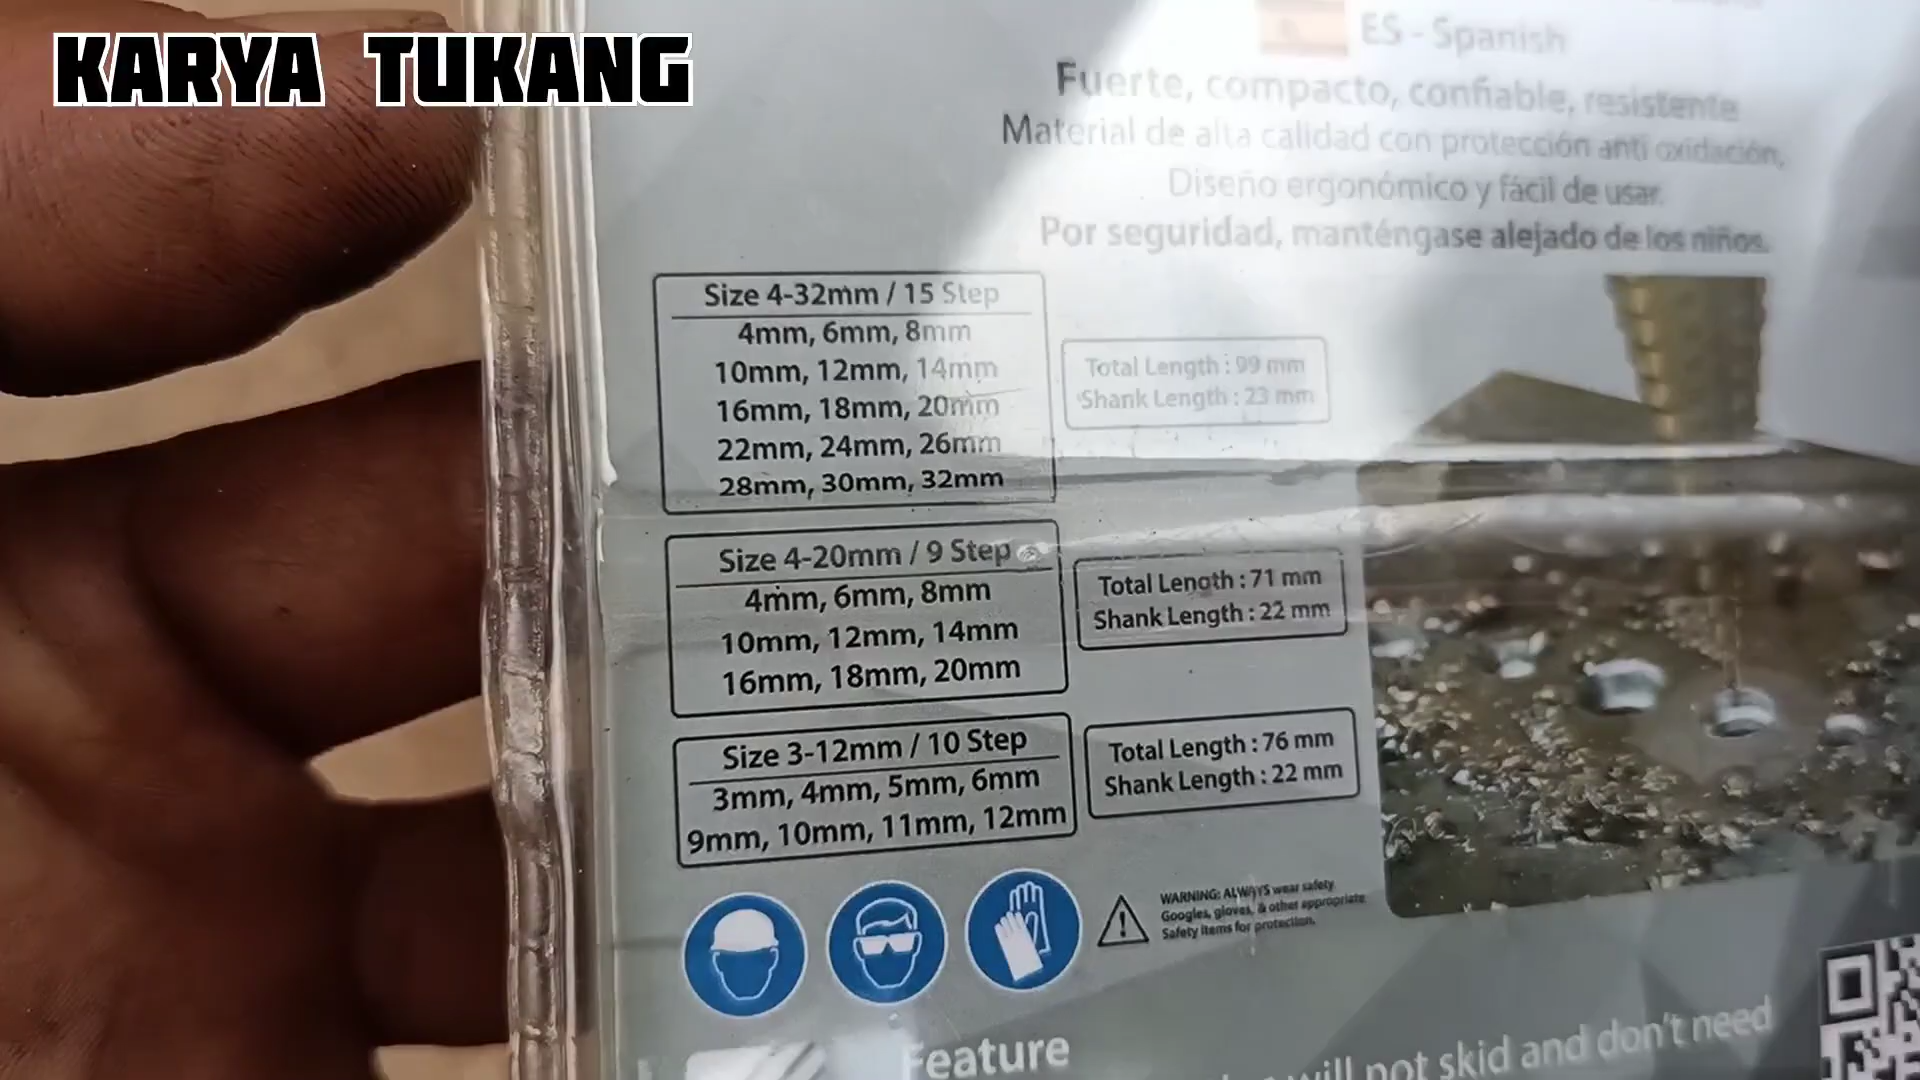 KARYA TUKANG
ES - Spanish
Fuerte, compacto, confiable, resistente
Material de alta calidad con protección anti oxidación,
Diseño ergonómico y fácil de usar.
Por seguridad, manténgase alejado de los niños.
Size 4-32mm / 15 Step
4mm, 6mm, 8mm
10mm, 12mm, 14mm
16mm, 18mm, 20mm
22mm, 24mm, 26mm
28mm, 30mm, 32mm
Total Length : 99 mm
Shank Length : 23 mm
Size 4-20mm / 9 Step
4mm, 6mm, 8mm
10mm, 12mm, 14mm
16mm, 18mm, 20mm
Total Length : 71 mm
Shank Length : 22 mm
Size 3-12mm / 10 Step
3mm, 4mm, 5mm, 6mm
9mm, 10mm, 11mm, 12mm
Total Length : 76 mm
Shank Length : 22 mm
WARNING: ALWAYS wear safety
Googles, gloves, & other appropriate
Safety items for protection.
Feature
will not skid and don't need